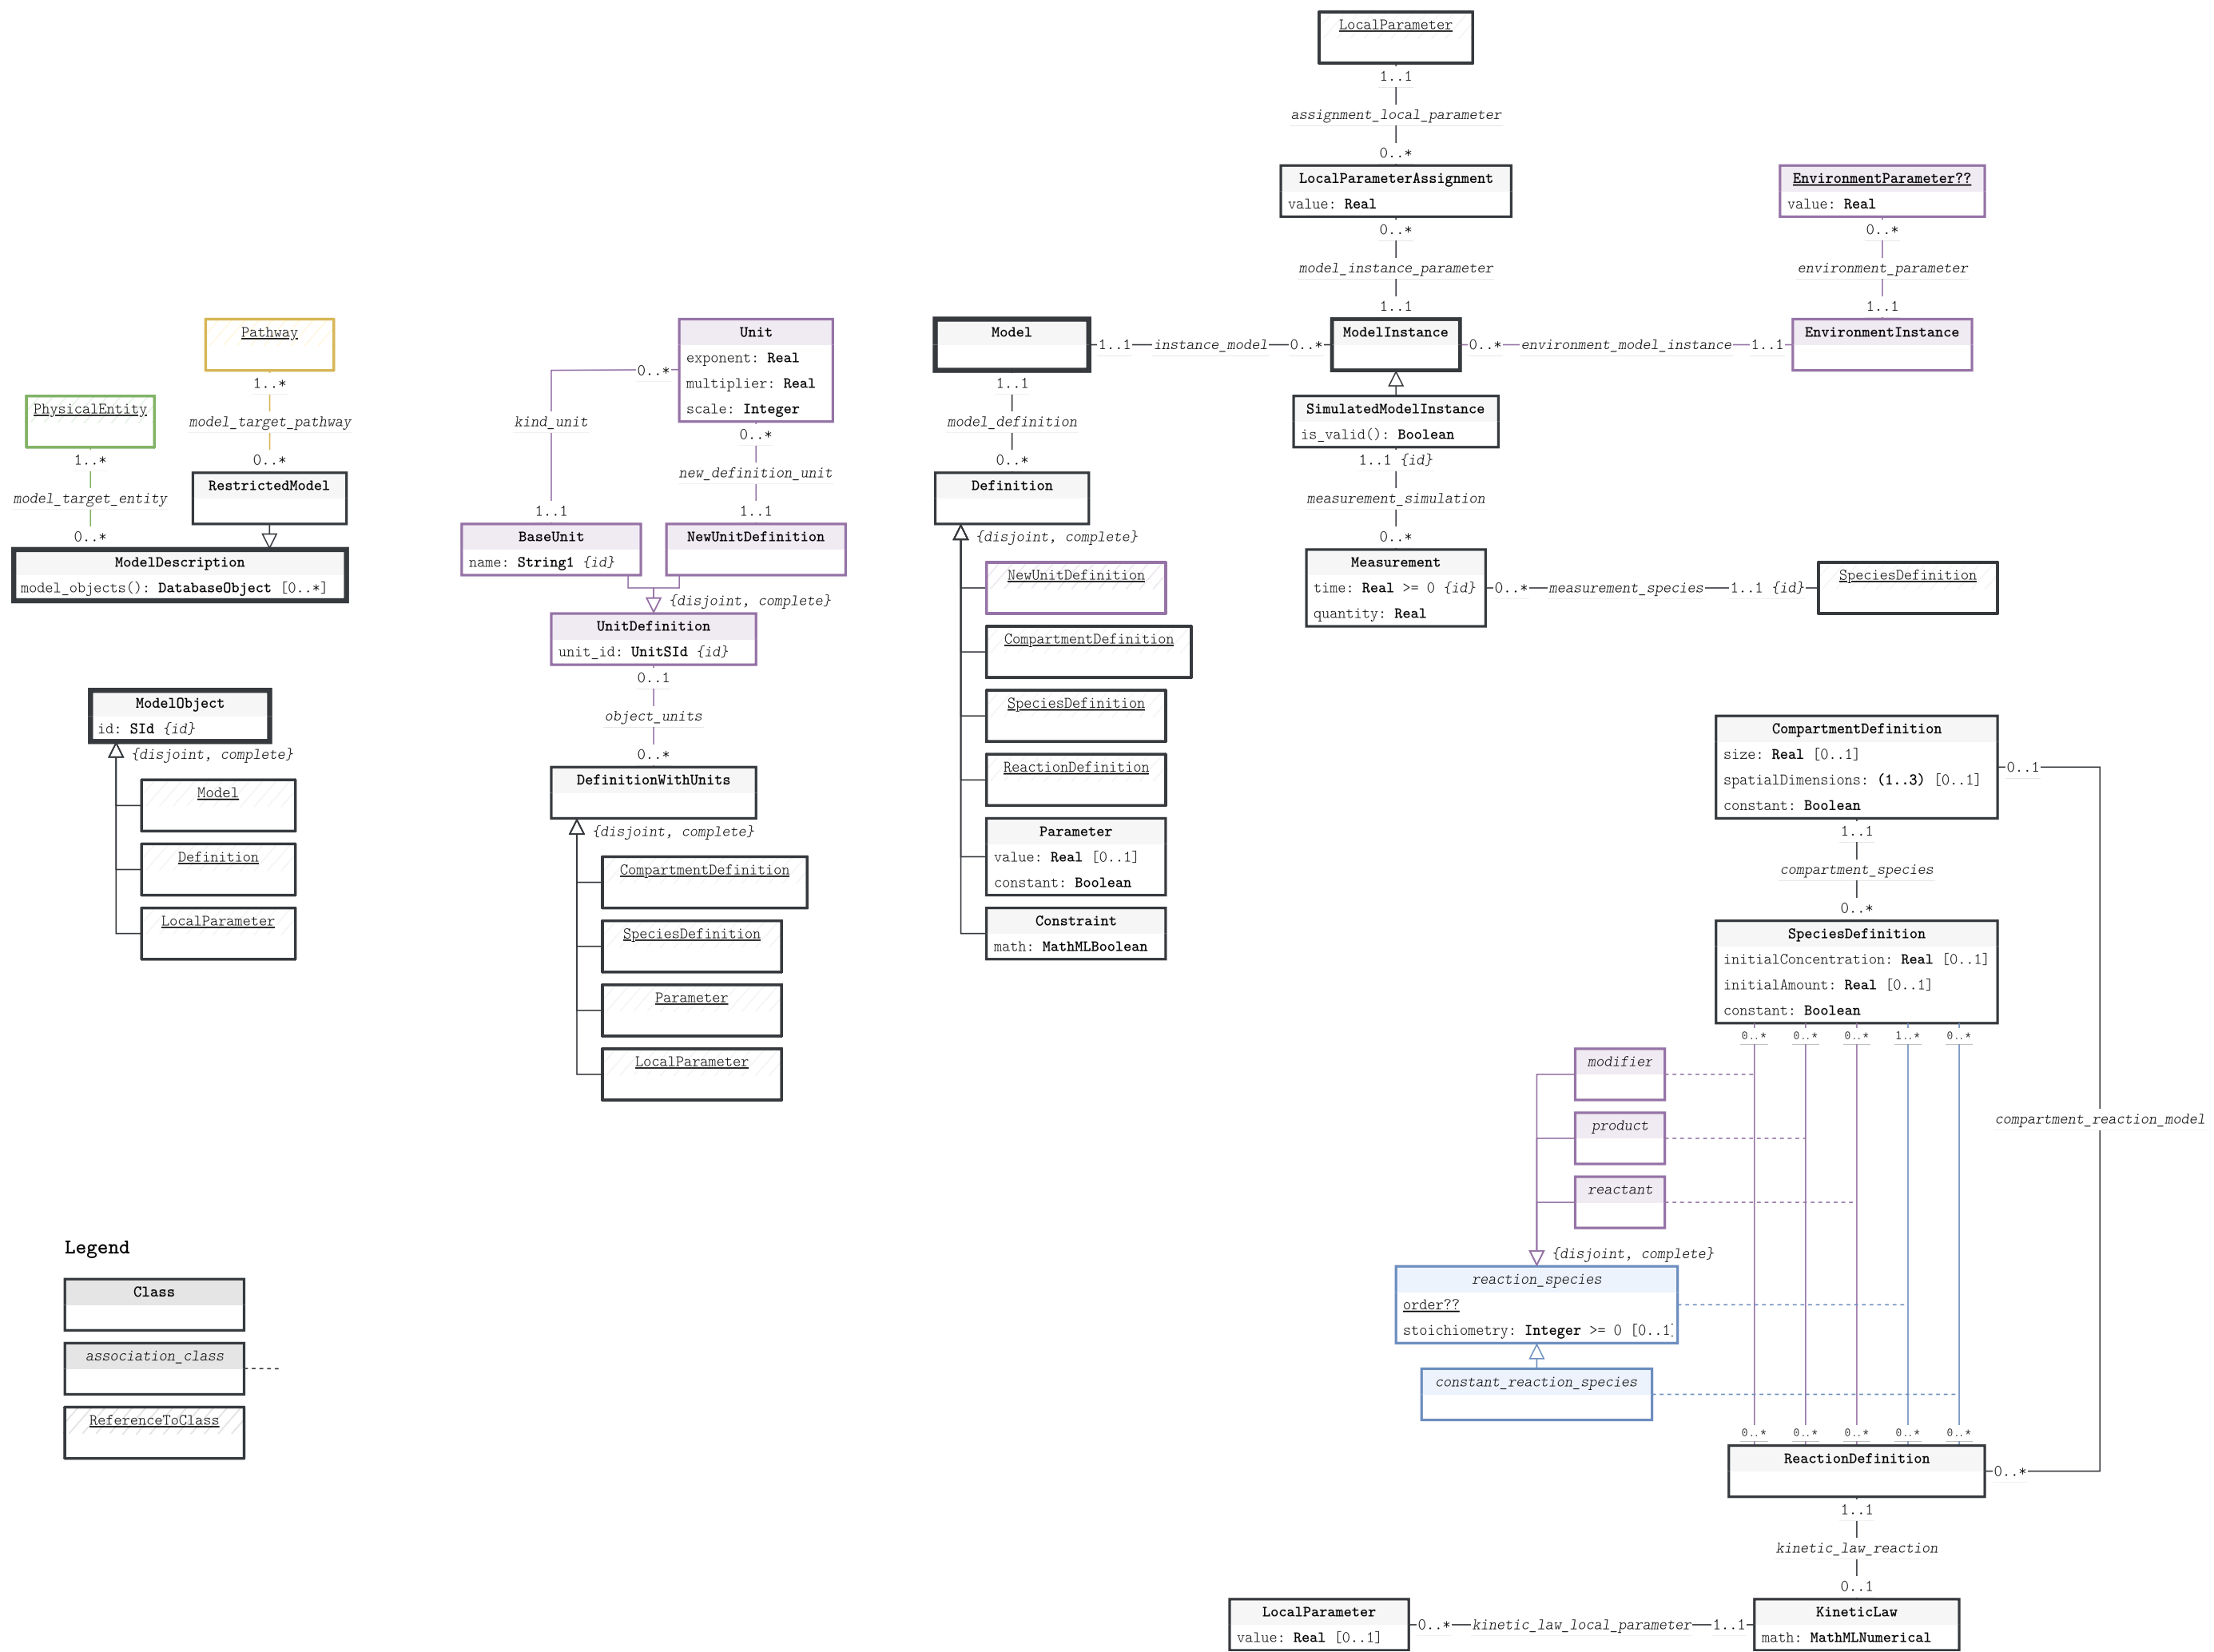 LocalParameter
1..1
assignment_local_parameter
0..*
LocalParameterAssignment
value: Real
0..*
model_instance_parameter
1..1
EnvironmentParameter??
value: Real
0..*
environment_parameter
1..1
Pathway
1..*
model_target_pathway
0..*
PhysicalEntity
1..*
model_target_entity
0..*
RestrictedModel
ModelDescription
model_objects(): DatabaseObject [0..*]
Unit
exponent: Real
multiplier: Real
scale: Integer
0..*
kind_unit
1..1
0..*
new_definition_unit
1..1
BaseUnit
name: String1 {id}
NewUnitDefinition
{disjoint, complete}
UnitDefinition
unit_id: UnitSId {id}
0..1
object_units
0..*
DefinitionWithUnits
{disjoint, complete}
CompartmentDefinition
SpeciesDefinition
Parameter
LocalParameter
Model
1..1 instance_model 0..*
ModelInstance
0..* environment_model_instance 1..1
EnvironmentInstance
1..1
model_definition
0..*
Definition
{disjoint, complete}
NewUnitDefinition
CompartmentDefinition
SpeciesDefinition
ReactionDefinition
Parameter
value: Real [0..1]
constant: Boolean
Constraint
math: MathMLBoolean
SimulatedModelInstance
is_valid(): Boolean
1..1 {id}
measurement_simulation
0..*
Measurement
time: Real >= 0 {id}
quantity: Real
0..* measurement_species 1..1 {id}
SpeciesDefinition
ModelObject
id: SId {id}
{disjoint, complete}
Model
Definition
LocalParameter
CompartmentDefinition
size: Real [0..1]
spatialDimensions: (1..3) [0..1]
constant: Boolean
0..1
1..1
compartment_species
0..*
SpeciesDefinition
initialConcentration: Real [0..1]
initialAmount: Real [0..1]
constant: Boolean
0..* 0..* 0..* 1..* 0..*
modifier
product
reactant
compartment_reaction_model
{disjoint, complete}
reaction_species
order??
stoichiometry: Integer >= 0 [0..1]
constant_reaction_species
0..* 0..* 0..* 0..* 0..*
ReactionDefinition
0..*
1..1
kinetic_law_reaction
0..1
LocalParameter
value: Real [0..1]
0..* kinetic_law_local_parameter 1..1
KineticLaw
math: MathMLNumerical
Legend
Class
association_class
ReferenceToClass